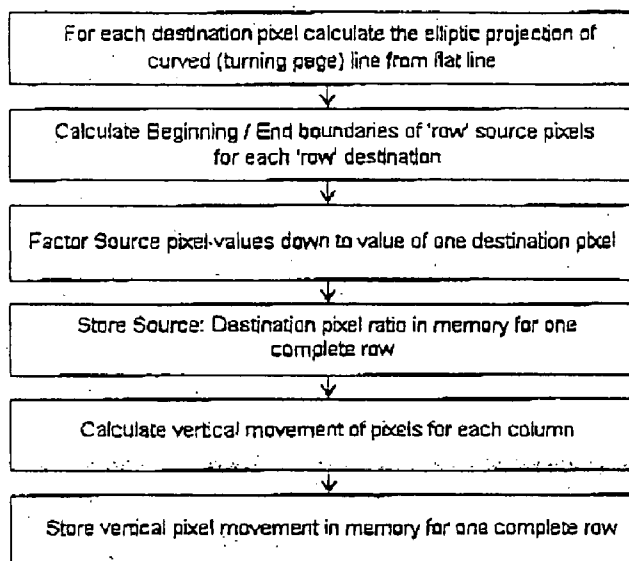 For each destination pixel calculate the elliptic projection of
curved (turning page) line from flat line
Calculate Beginning / End boundaries of 'row' source pixels
for each 'row' destination
Factor Source pixel-values down to value of one destination pixel
Store Source: Destination pixel ratio in memory for one
complete row
Calculate vertical movement of pixels for each column
Store vertical pixel movement in memory for one complete row